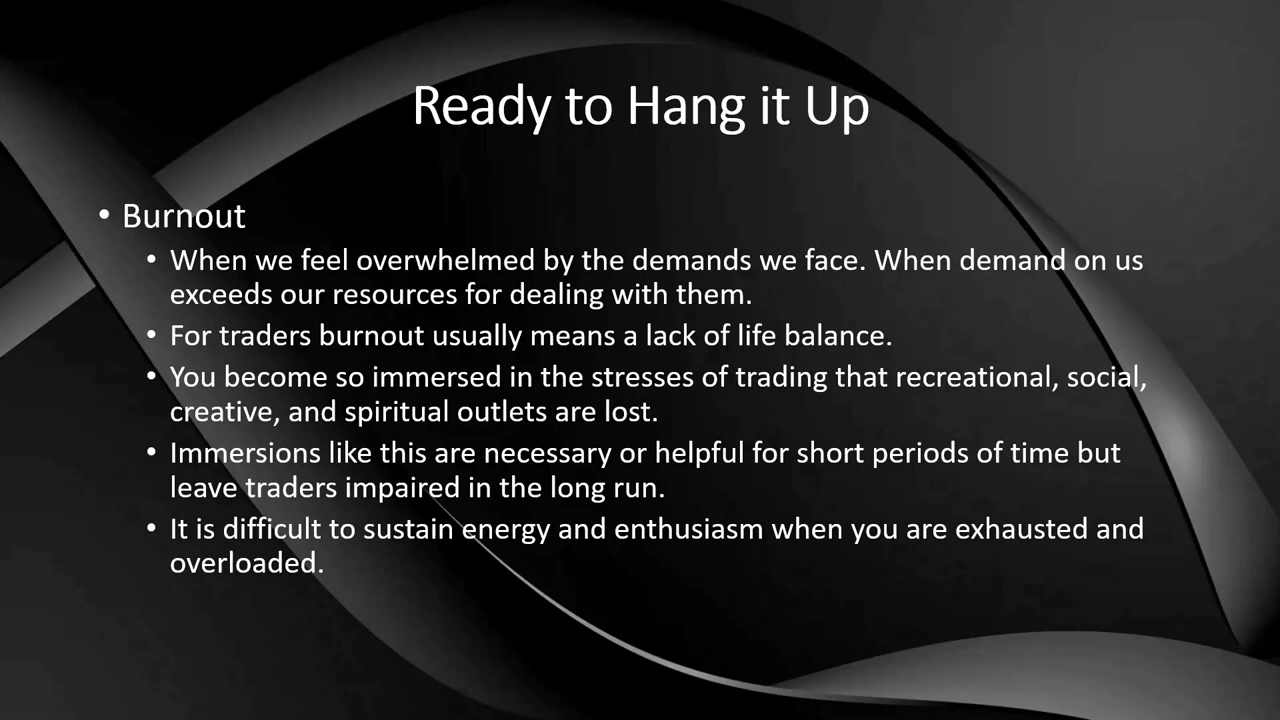 Ready to Hang it Up
• Burnout
• When we feel overwhelmed by the demands we face. When demand on us
exceeds our resources for dealing with them.
• For traders burnout usually means a lack of life balance.
• You become so immersed in the stresses of trading that recreational, social,
creative, and spiritual outlets are lost.
• Immersions like this are necessary or helpful for short periods of time but
leave traders impaired in the long run.
• It is difficult to sustain energy and enthusiasm when you are exhausted and
overloaded.